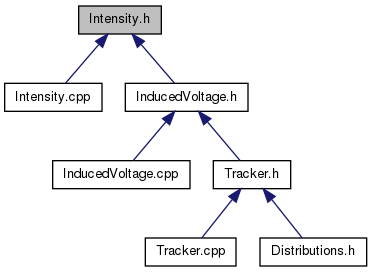 Intensity.h
Intensity.cpp
InducedVoltage.h
InducedVoltage.cpp
Tracker.h
Tracker.cpp
Distributions.h